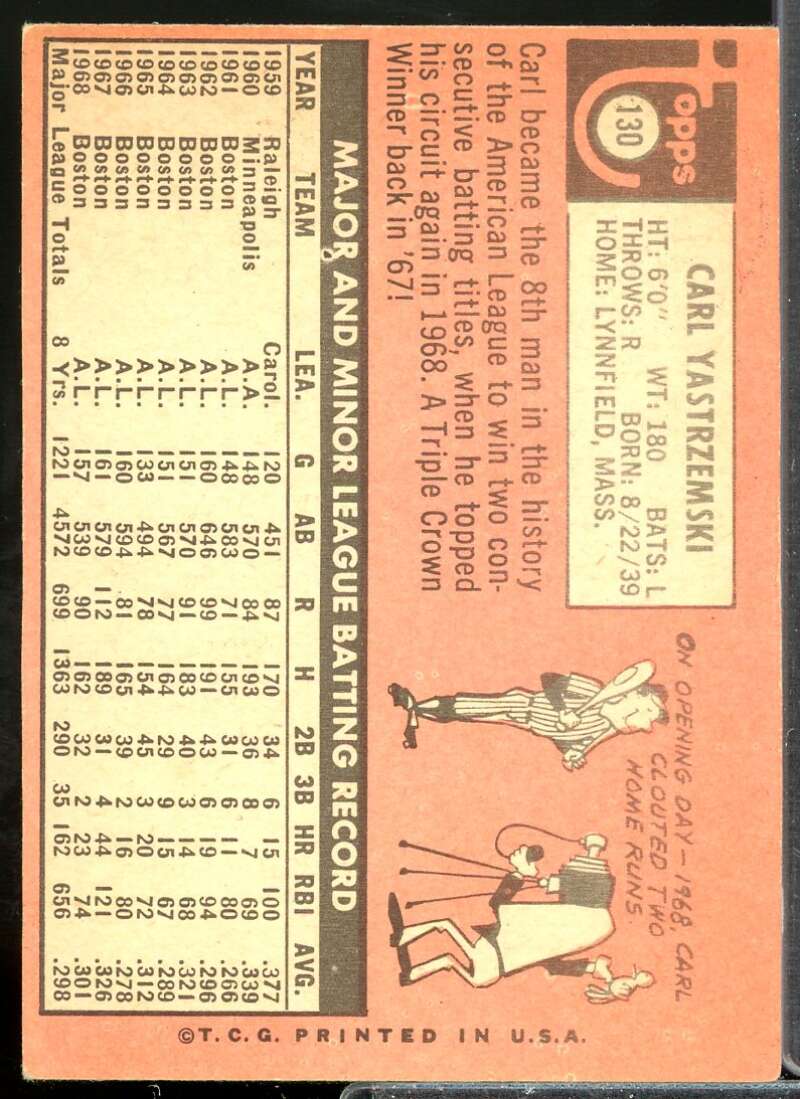 Topps
130
CARL YASTRZEMSKI
HT: 6'0" WT: 180 BATS: L
THROWS: R BORN: 8/22/39
HOME: LYNNFIELD, MASS.
Carl became the 8th man in the history
of the American League to win two con-
secutive batting titles, when he topped
his circuit again in 1968. A Triple Crown
Winner back in '67!
ON OPENING DAY – 1968, CARL
CLOUTED TWO
HOME RUNS.
MAJOR AND MINOR LEAGUE BATTING RECORD
YEAR TEAM LEA. G AB R H 2B 3B HR RBI AVG.
1959 Raleigh Carol. 120 451 87 170 34 6 15 100 .377
1960 Minneapolis A.A. 148 570 84 193 36 8 7 69 .339
1961 Boston A.L. 148 583 71 155 31 6 11 80 .266
1962 Boston A.L. 160 646 99 191 43 6 19 94 .296
1963 Boston A.L. 151 570 91 183 40 3 14 68 .321
1964 Boston A.L. 151 567 77 164 29 9 15 67 .289
1965 Boston A.L. 133 494 78 154 45 3 20 72 .312
1966 Boston A.L. 160 594 81 165 39 2 16 80 .278
1967 Boston A.L. 161 579 112 189 31 4 44 121 .326
1968 Boston A.L. 157 539 90 162 32 2 23 74 .301
Major League Totals 8 Yrs. 1221 4572 699 1363 290 35 162 656 .298
©T.C.G. PRINTED IN U.S.A.